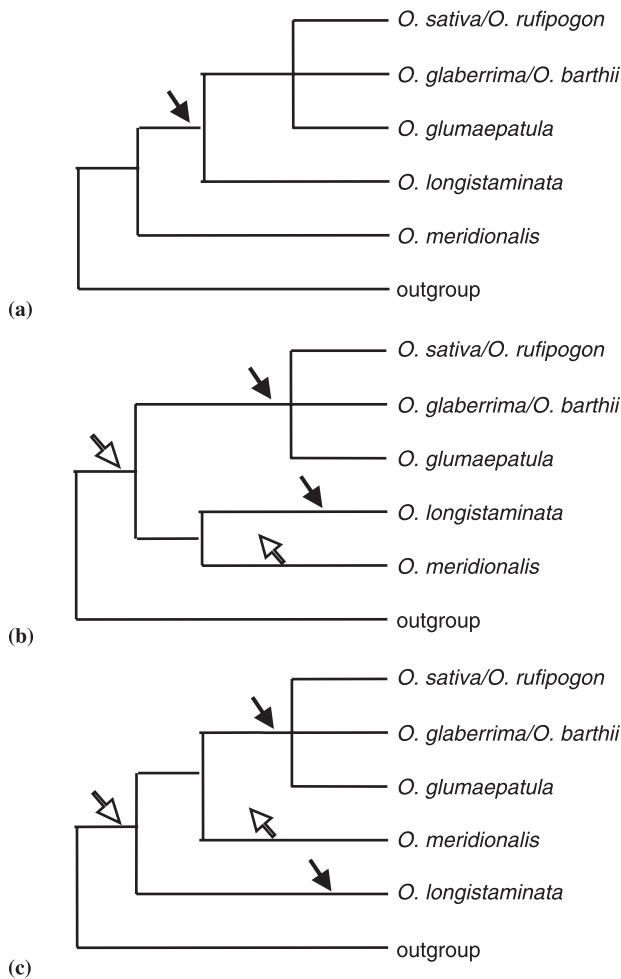 O. sativa/O. rufipogon
O. glaberrima/O. barthii
O. glumaepatula
O. longistaminata
O. meridionalis
outgroup
(a)
O. sativa/O. rufipogon
O. glaberrima/O. barthii
O. glumaepatula
O. longistaminata
O. meridionalis
outgroup
(b)
O. sativa/O. rufipogon
O. glaberrima/O. barthii
O. glumaepatula
O. meridionalis
O. longistaminata
outgroup
(c)